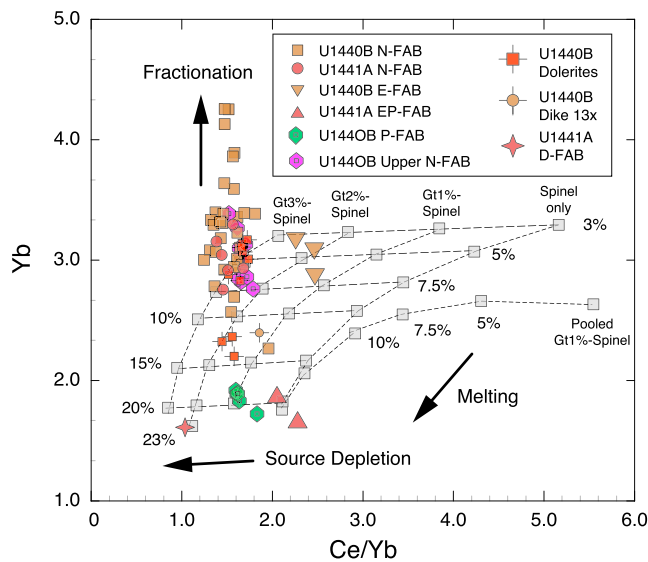 5.0
4.0
3.0
2.0
1.0
Yb
Fractionation
U1440B N-FAB
U1441A N-FAB
U1440B E-FAB
U1441A EP-FAB
U144OB P-FAB
U144OB Upper N-FAB
U1440B
Dolerites
U1440B
Dike 13x
U1441A
D-FAB
Gt3%-
Spinel
Gt2%-
Spinel
Gt1%-
Spinel
Spinel
only
3%
5%
7.5%
10%
15%
20%
23%
10%
7.5%
5%
Pooled
Gt1%-Spinel
Melting
Source Depletion
0
1.0
2.0
3.0
4.0
5.0
6.0
Ce/Yb